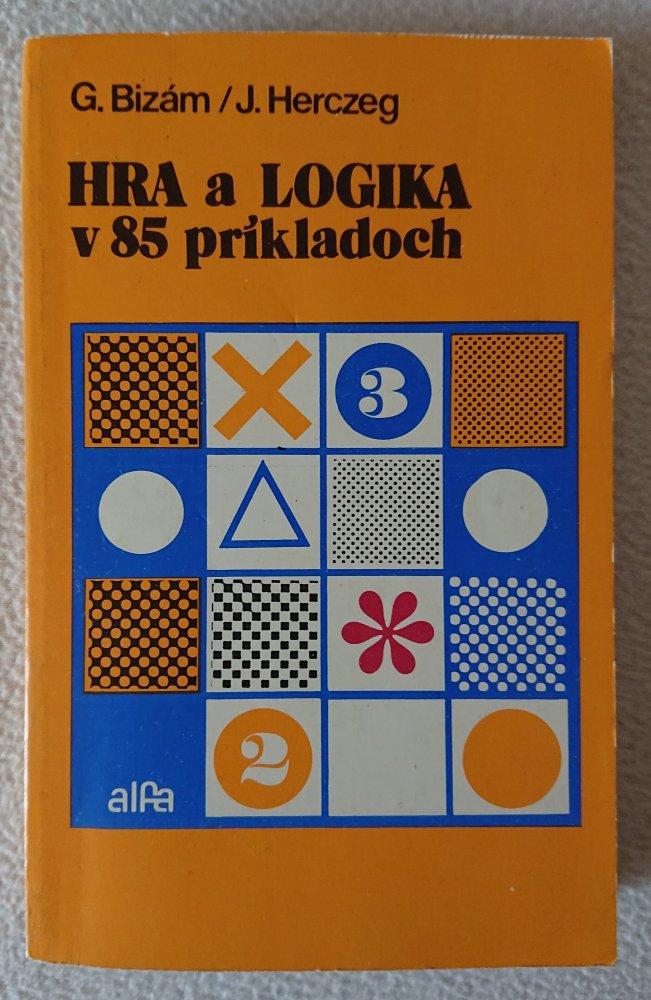 G. Bizám / J. Herczeg
HRA a LOGIKA
v 85 príkladoch
3
2
alfa